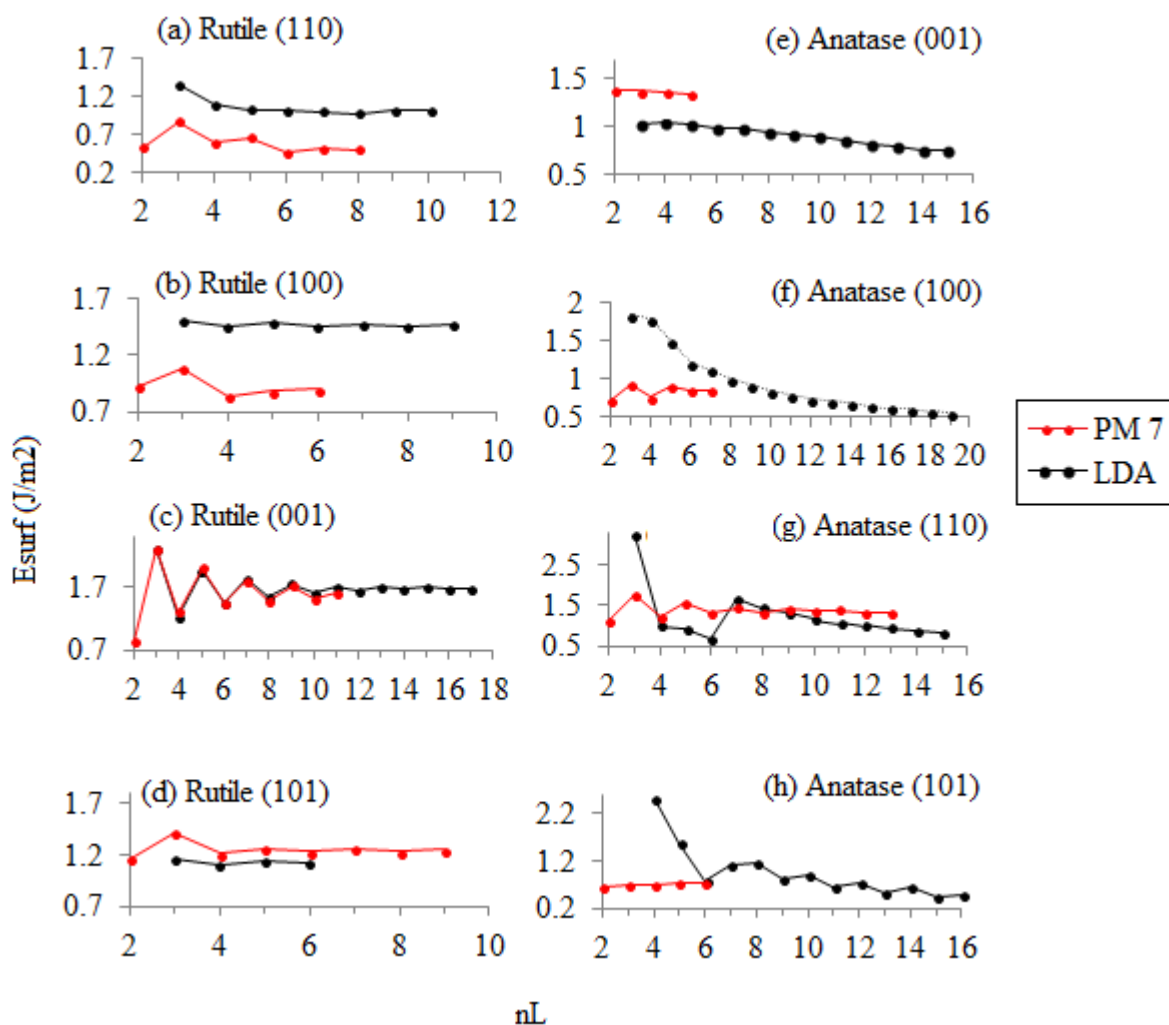 (a) Rutile (110)
1.7
1.2
0.7
0.2
2 4 6 8 10 12
(e) Anatase (001)
1.5
1
0.5
2 4 6 8 10 12 14 16
(b) Rutile (100)
1.7
1.2
0.7
2 4 6 8 10
(f) Anatase (100)
2
1.5
1
0.5
2 4 6 8 10 12 14 16 18 20
PM 7
LDA
Esurf (J/m2)
(c) Rutile (001)
1.7
0.7
2 4 6 8 10 12 14 16 18
(g) Anatase (110)
2.5
1.5
0.5
2 4 6 8 10 12 14 16
(d) Rutile (101)
1.7
1.2
0.7
2 4 6 8 10
(h) Anatase (101)
2.2
1.2
0.2
2 4 6 8 10 12 14 16
nL